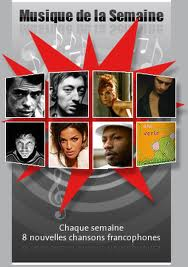 Musique de la Semaine
Chaque semaine
8 nouvelles chansons francophones